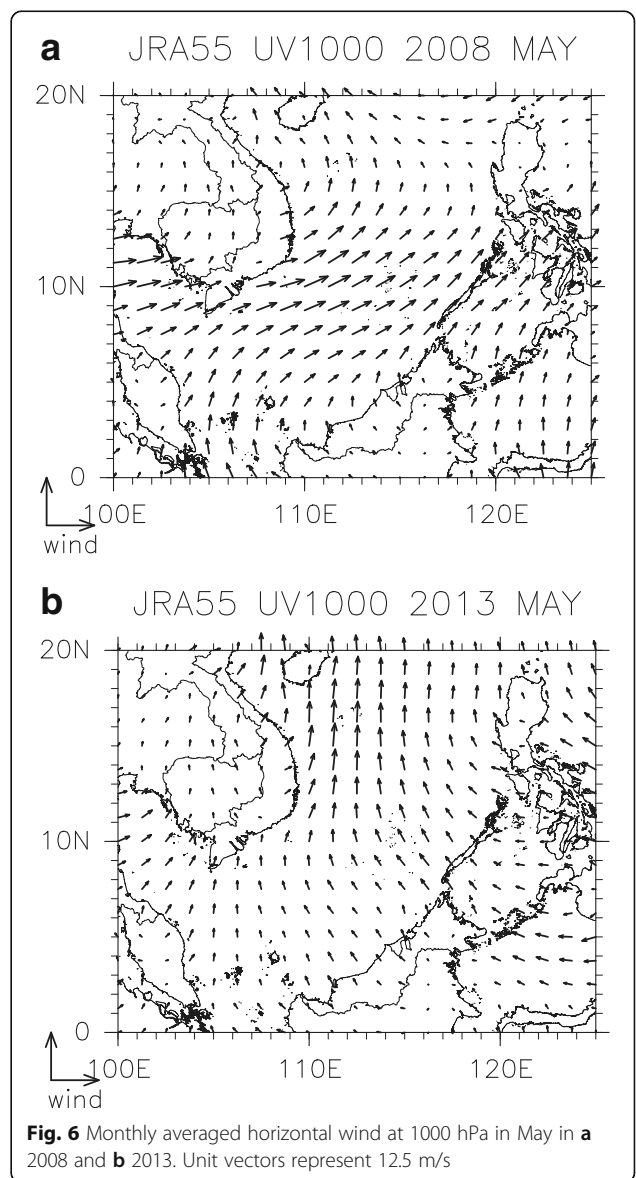 a JRA55 UV1000 2008 MAY
20N
10N
0
100E 110E 120E
wind
b JRA55 UV1000 2013 MAY
20N
10N
0
100E 110E 120E
wind
Fig. 6 Monthly averaged horizontal wind at 1000 hPa in May in a
2008 and b 2013. Unit vectors represent 12.5 m/s